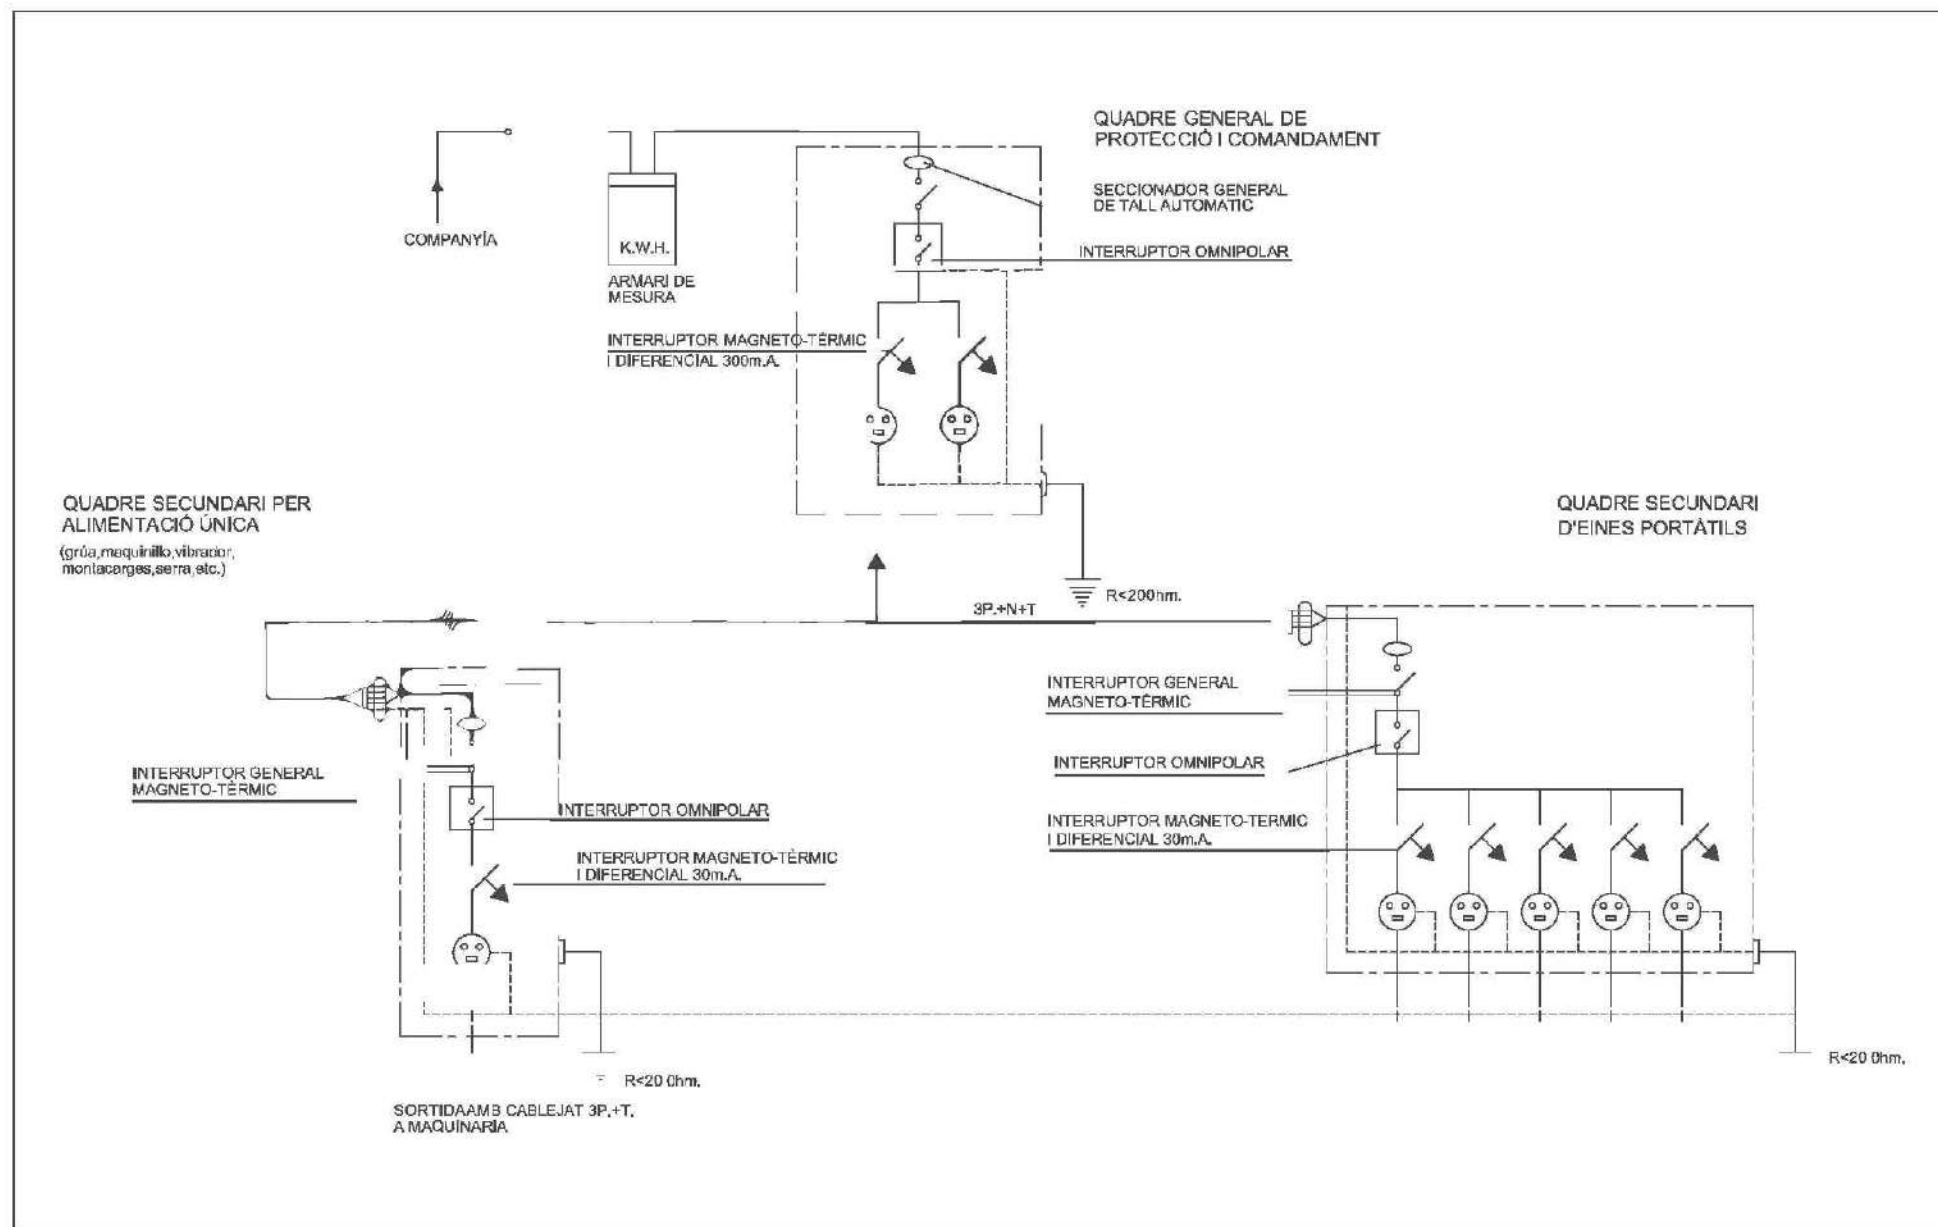 QUADRE GENERAL DE
PROTECCIÓ I COMANDAMENT
SECCIONADOR GENERAL
DE TALL AUTOMATIC
INTERRUPTOR OMNIPOLAR
COMPANYÍA
K.W.H.
ARMARI DE
MESURA
INTERRUPTOR MAGNETO-TÈRMIC
I DIFERENCIAL 300m.A.
QUADRE SECUNDARI PER
ALIMENTACIÓ ÚNICA
(grúa,maquinillo,vibrador,
montacarges,serra,etc.)
QUADRE SECUNDARI
D'EINES PORTÀTILS
R<20Ohm.
3P.+N+T
INTERRUPTOR GENERAL
MAGNETO-TÈRMIC
INTERRUPTOR OMNIPOLAR
INTERRUPTOR MAGNETO-TERMIC
I DIFERENCIAL 30m.A.
INTERRUPTOR GENERAL
MAGNETO-TÈRMIC
INTERRUPTOR OMNIPOLAR
INTERRUPTOR MAGNETO-TÈRMIC
I DIFERENCIAL 30m.A.
R<20 Ohm.
R<20 Ohm.
SORTIDAAMB CABLEJAT 3P.+T.
A MAQUINARIA